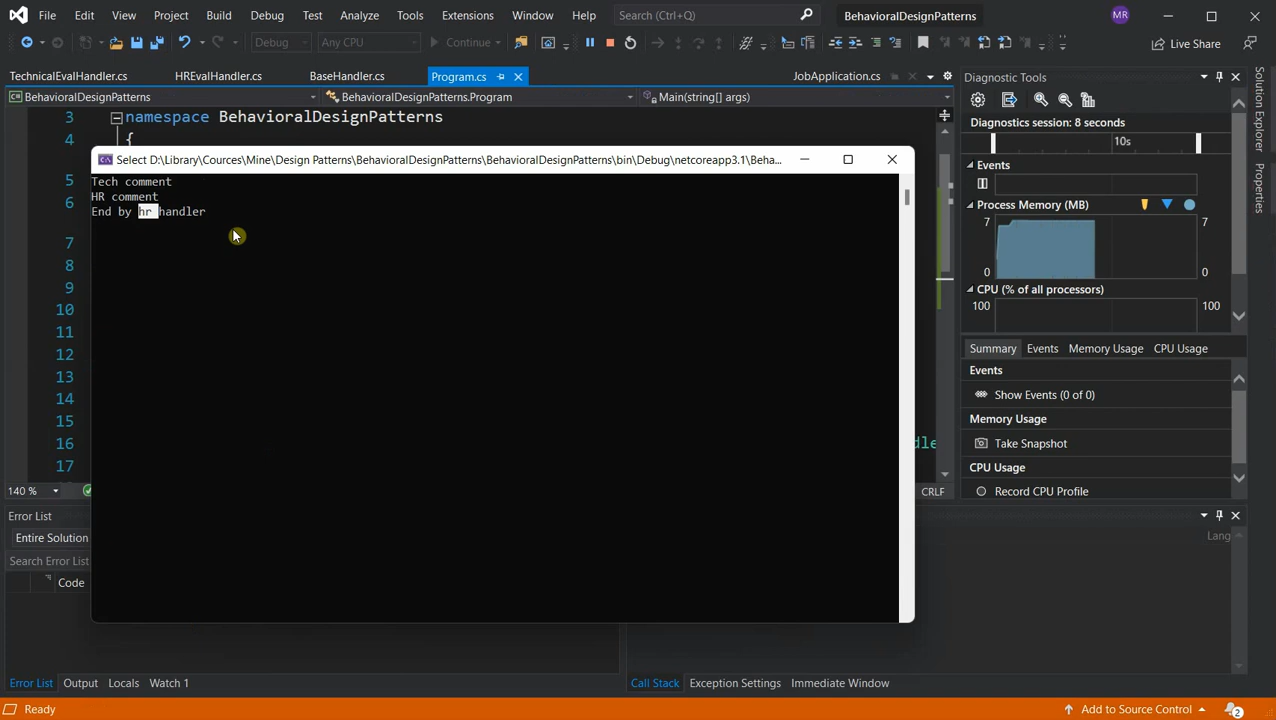 File Edit View Project Build Debug Test Analyze Tools Extensions Window Help Search (Ctrl+Q) BehavioralDesignPatterns MR
Debug Any CPU Continue Live Share
TechnicalEvalHandler.cs HREvalHandler.cs BaseHandler.cs Program.cs JobApplication.cs
BehavioralDesignPatterns BehavioralDesignPatterns.Program Main(string[] args)
3 namespace BehavioralDesignPatterns
4 {
5
6
7
8
9
10
11
12
13
14
15
16
17
D:\Library\Cources\Mine\Design Patterns\BehavioralDesignPatterns\BehavioralDesignPatterns\bin\Debug\netcoreapp3.1\Beha...
Select
Tech comment
HR comment
End by hr handler
dle
140 % CRLF
Diagnostic Tools
Diagnostics session: 8 seconds
10s
Events
Process Memory (MB)
7 7
0 0
CPU (% of all processors)
100 100
Summary Events Memory Usage CPU Usage
Events
Show Events (0 of 0)
Memory Usage
Take Snapshot
CPU Usage
Record CPU Profile
Solution Explorer
Properties
Error List
Entire Solution
Search Error List
Code
Lang
Error List Output Locals Watch 1
Call Stack Exception Settings Immediate Window
Ready Add to Source Control 2